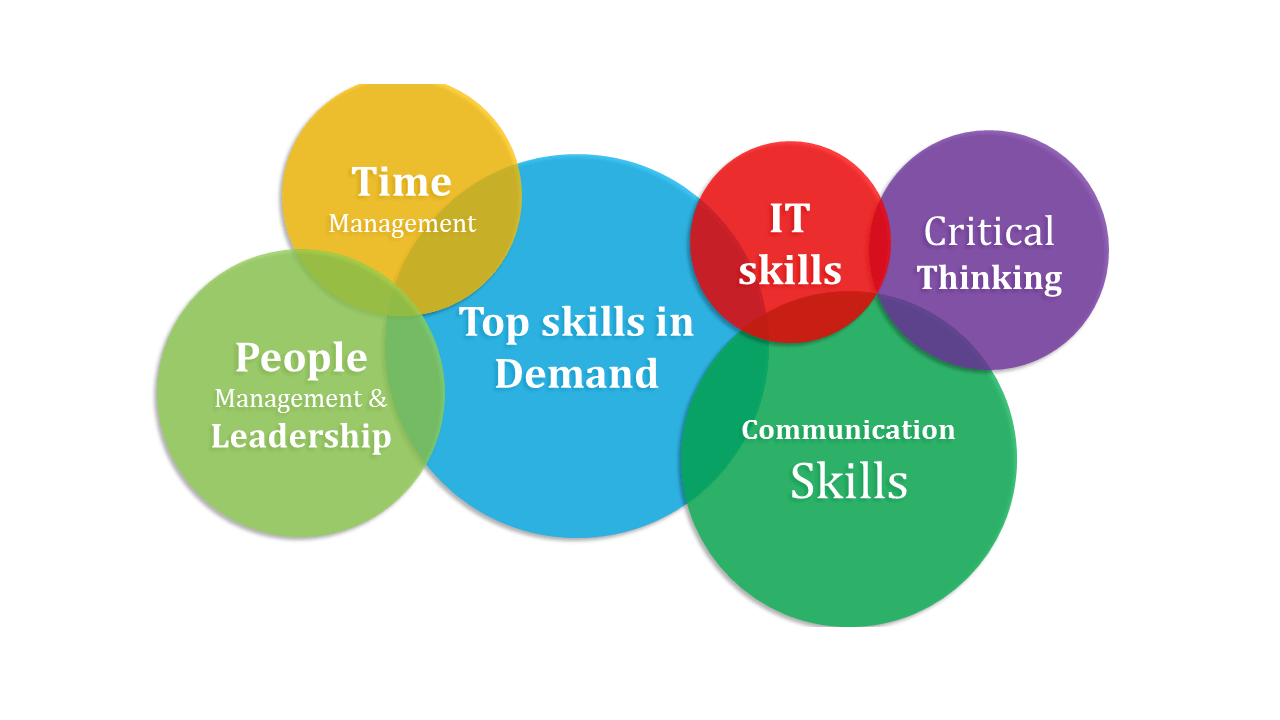 Time
Management
People
Management &
Leadership
Top skills in
Demand
IT
skills
Critical
Thinking
Communication
Skills